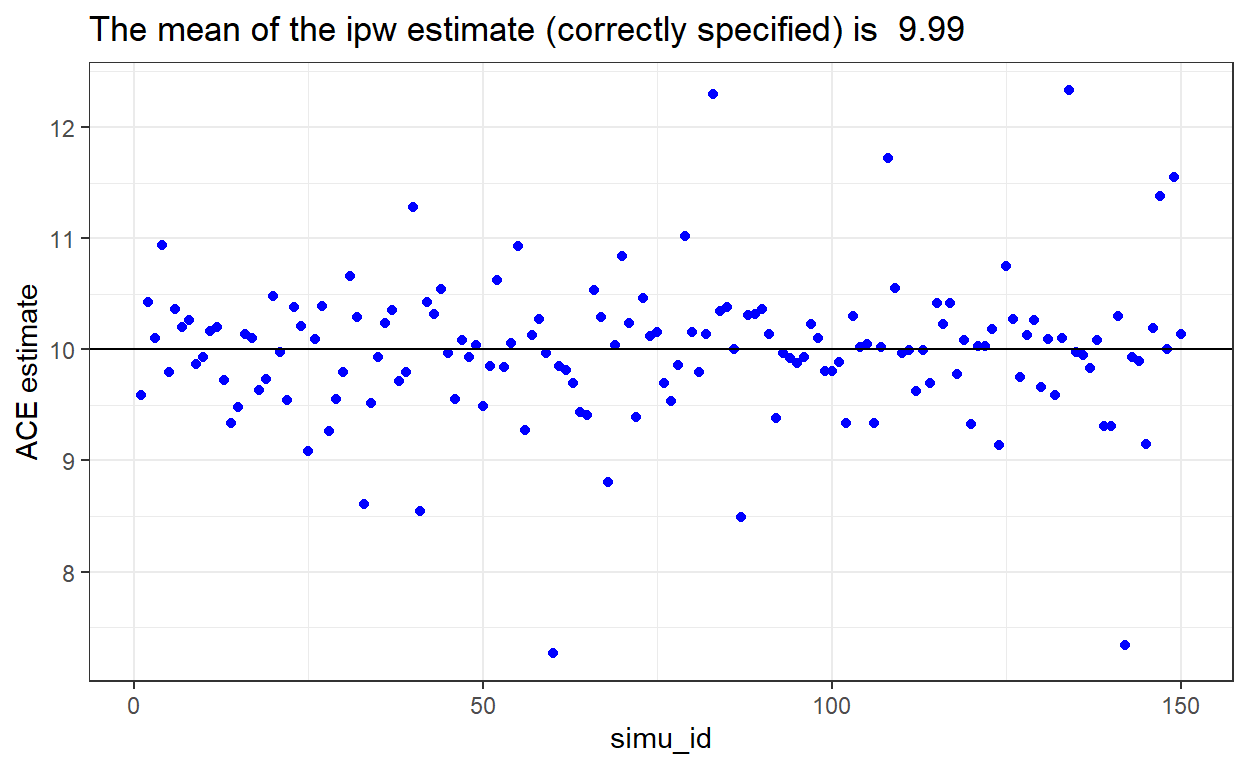 The mean of the ipw estimate (correctly specified) is  9.99
12
11
10
9
8
ACE estimate
0 50 100 150
simu_id